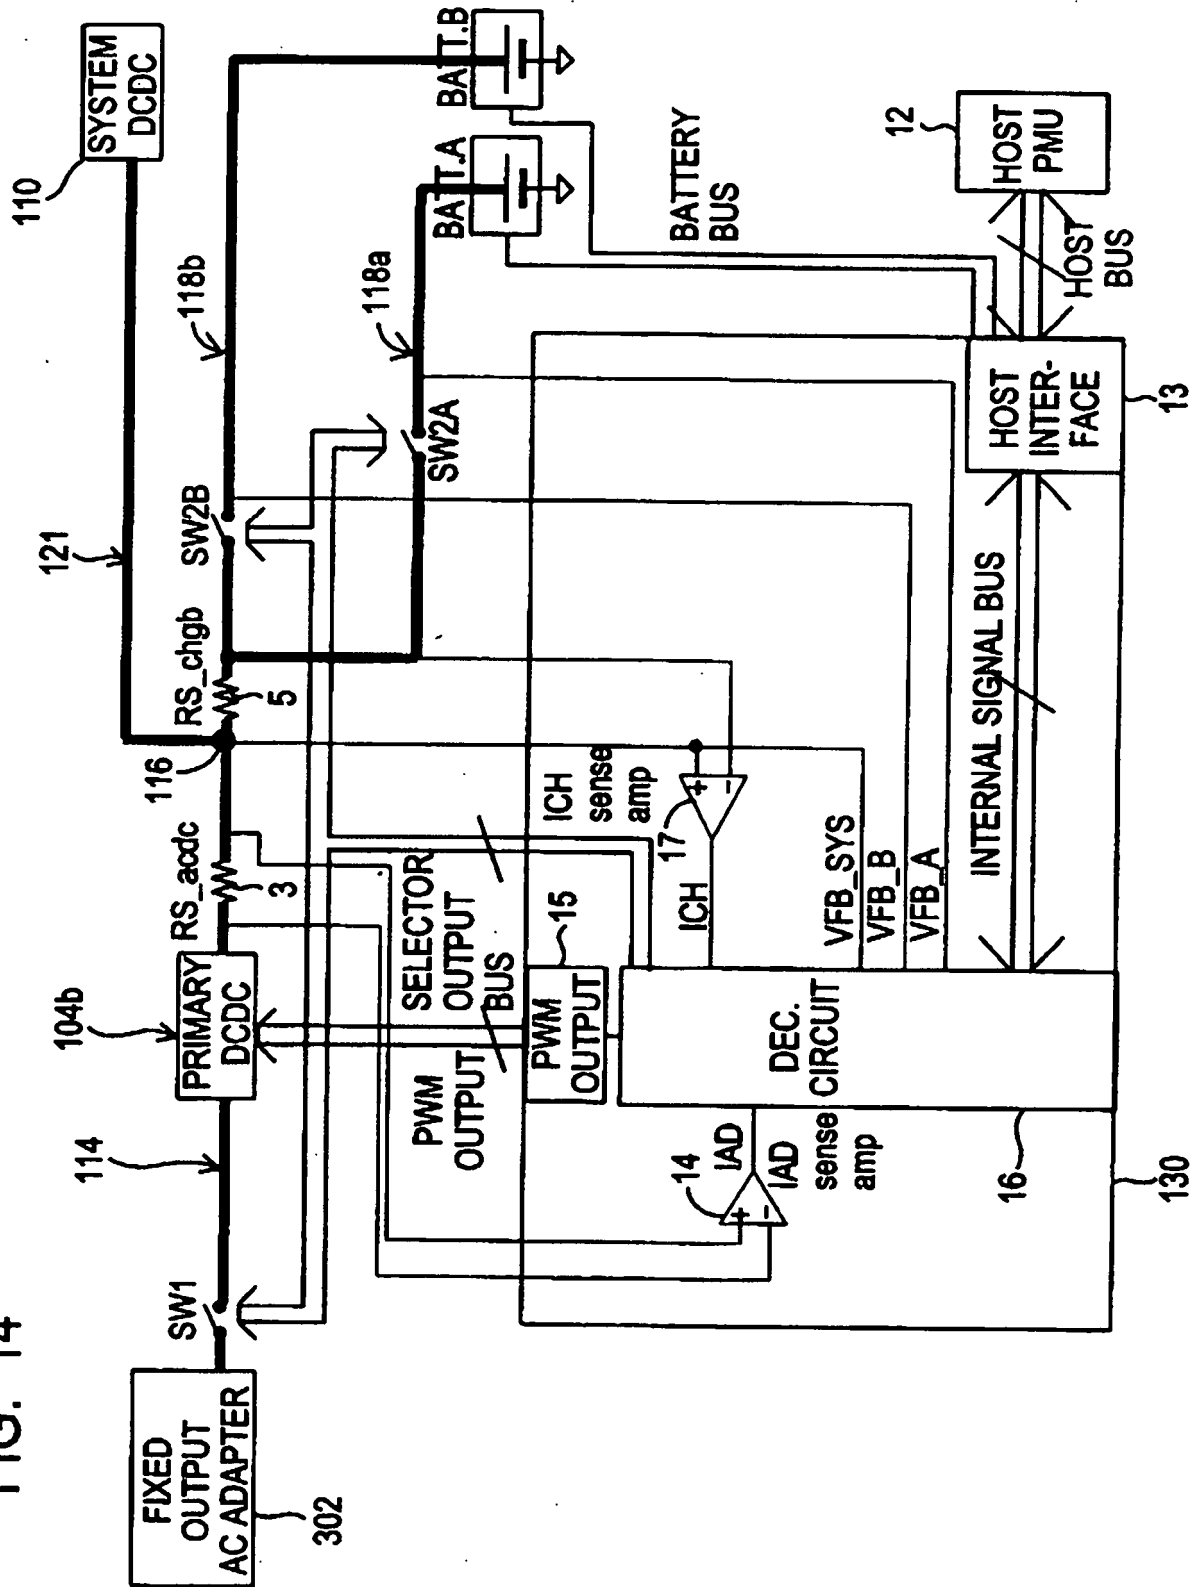 FIG. 14
FIXED
OUTPUT
AC ADAPTER
302
SW1
114
PRIMARY
DCDC
104b
RS_acdc
3
116
RS_chgb
5
121
SW2B
SW2A
118b
118a
110
SYSTEM
DCDC
BATT.A
BATT.B
BATTERY
BUS
PWM
OUTPUT
SELECTOR
OUTPUT
BUS
ICH
sense
amp
+
-
17
ICH
PWM
OUTPUT
15
VFB_SYS
VFB_B
VFB_A
IAD
IAD
sense
amp
14
+
-
DEC.
CIRCUIT
16
INTERNAL SIGNAL BUS
HOST
INTER-
FACE
13
HOST
BUS
HOST
PMU
12
130